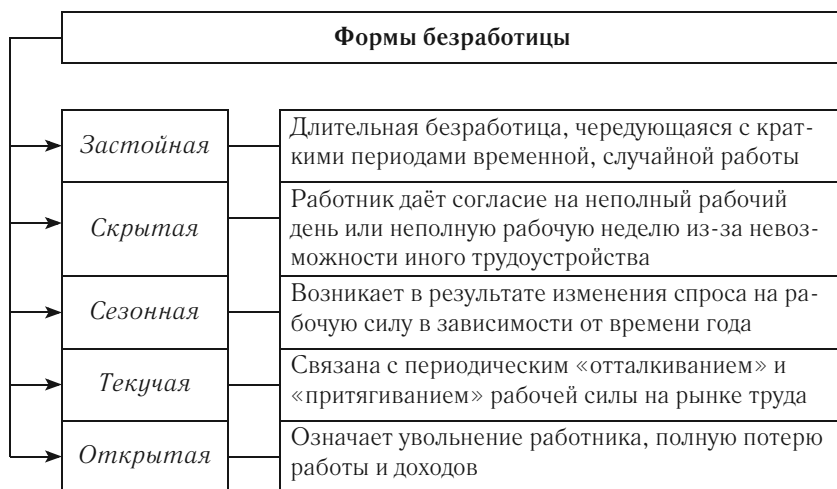 Формы безработицы
Застойная
Длительная безработица, чередующаяся с крат-
кими периодами временной, случайной работы
Скрытая
Работник даёт согласие на неполный рабочий
день или неполную рабочую неделю из-за невоз-
можности иного трудоустройства
Сезонная
Возникает в результате изменения спроса на ра-
бочую силу в зависимости от времени года
Текучая
Связана с периодическим «отталкиванием» и
«притягиванием» рабочей силы на рынке труда
Открытая
Означает увольнение работника, полную потерю
работы и доходов